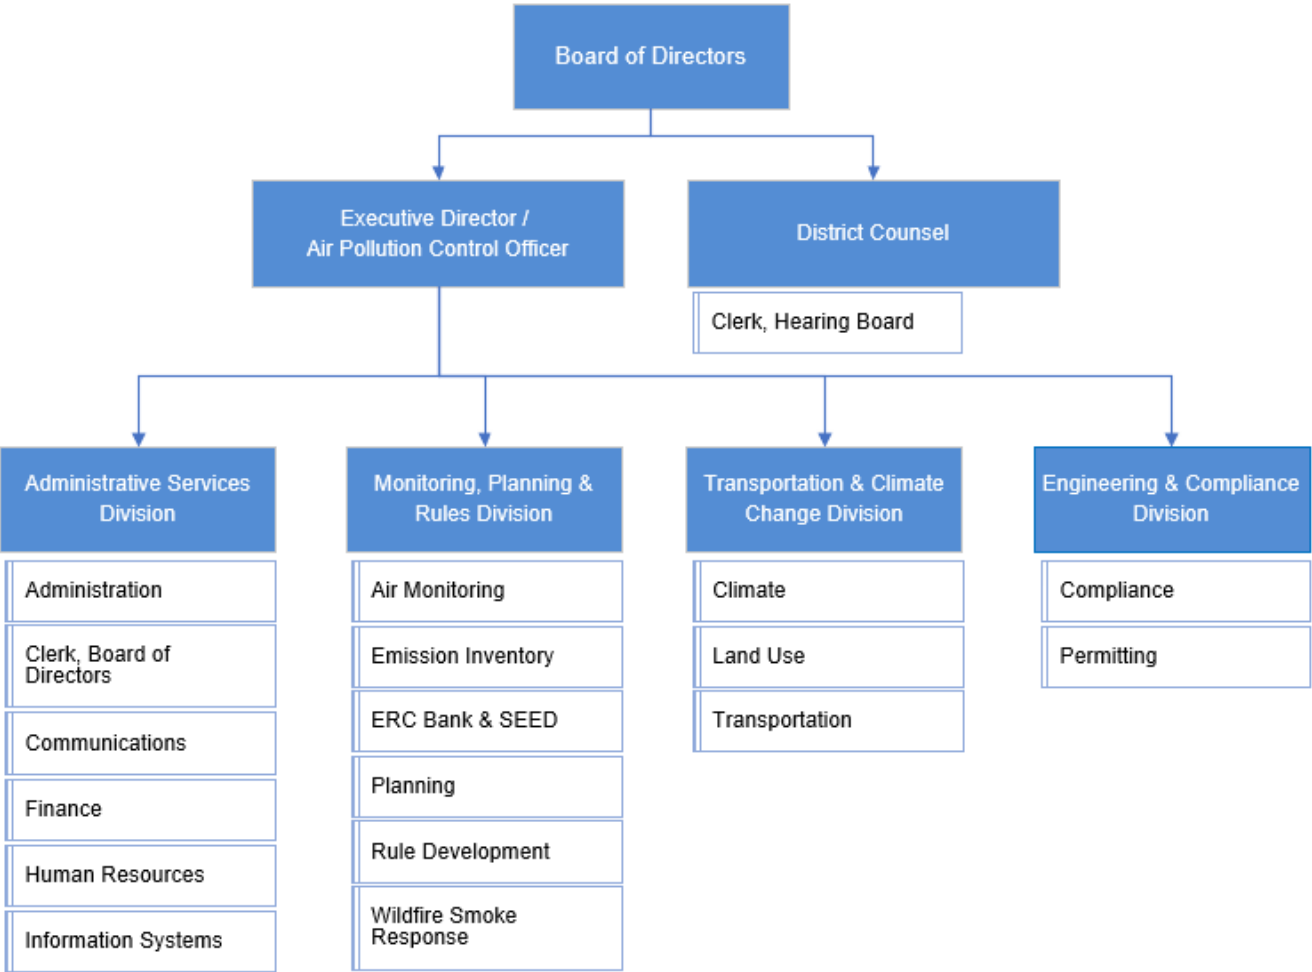 Board of Directors
Executive Director /
Air Pollution Control Officer
District Counsel
Clerk, Hearing Board
Administrative Services
Division
Administration
Clerk, Board of
Directors
Communications
Finance
Human Resources
Information Systems
Monitoring, Planning &
Rules Division
Air Monitoring
Emission Inventory
ERC Bank & SEED
Planning
Rule Development
Wildfire Smoke
Response
Transportation & Climate
Change Division
Climate
Land Use
Transportation
Engineering & Compliance
Division
Compliance
Permitting